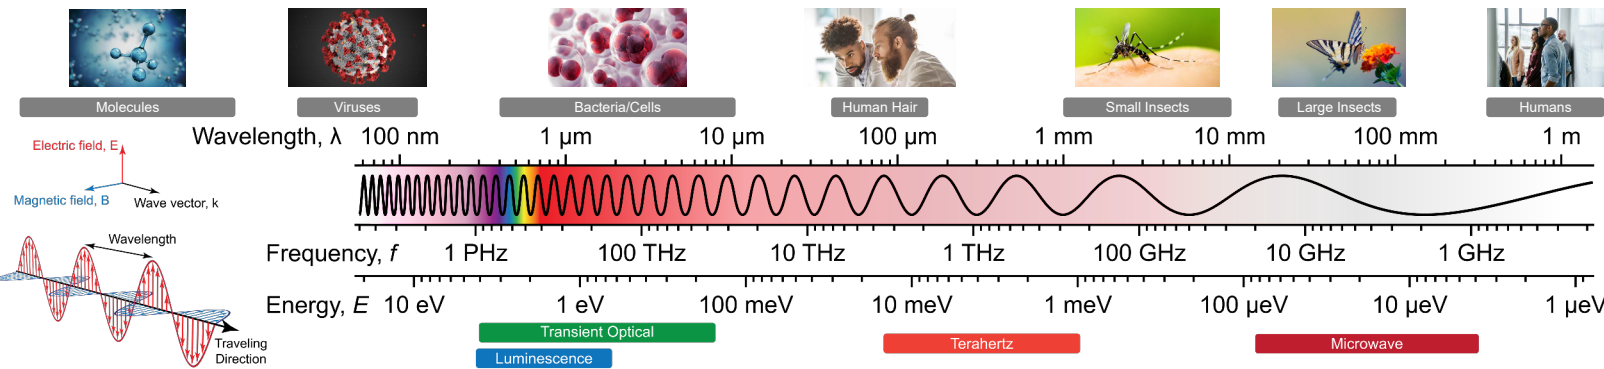 Molecules Viruses Bacteria/Cells Human Hair Small Insects Large Insects Humans
Wavelength, λ 100 nm 1 µm 10 µm 100 µm 1 mm 10 mm 100 mm 1 m
Electric field, E
Magnetic field, B
Wave vector, k
Wavelength
Traveling
Direction
Frequency, f 1 PHz 100 THz 10 THz 1 THz 100 GHz 10 GHz 1 GHz
Energy, E 10 eV 1 eV 100 meV 10 meV 1 meV 100 µeV 10 µeV 1 µeV
Transient Optical
Terahertz Microwave
Luminescence